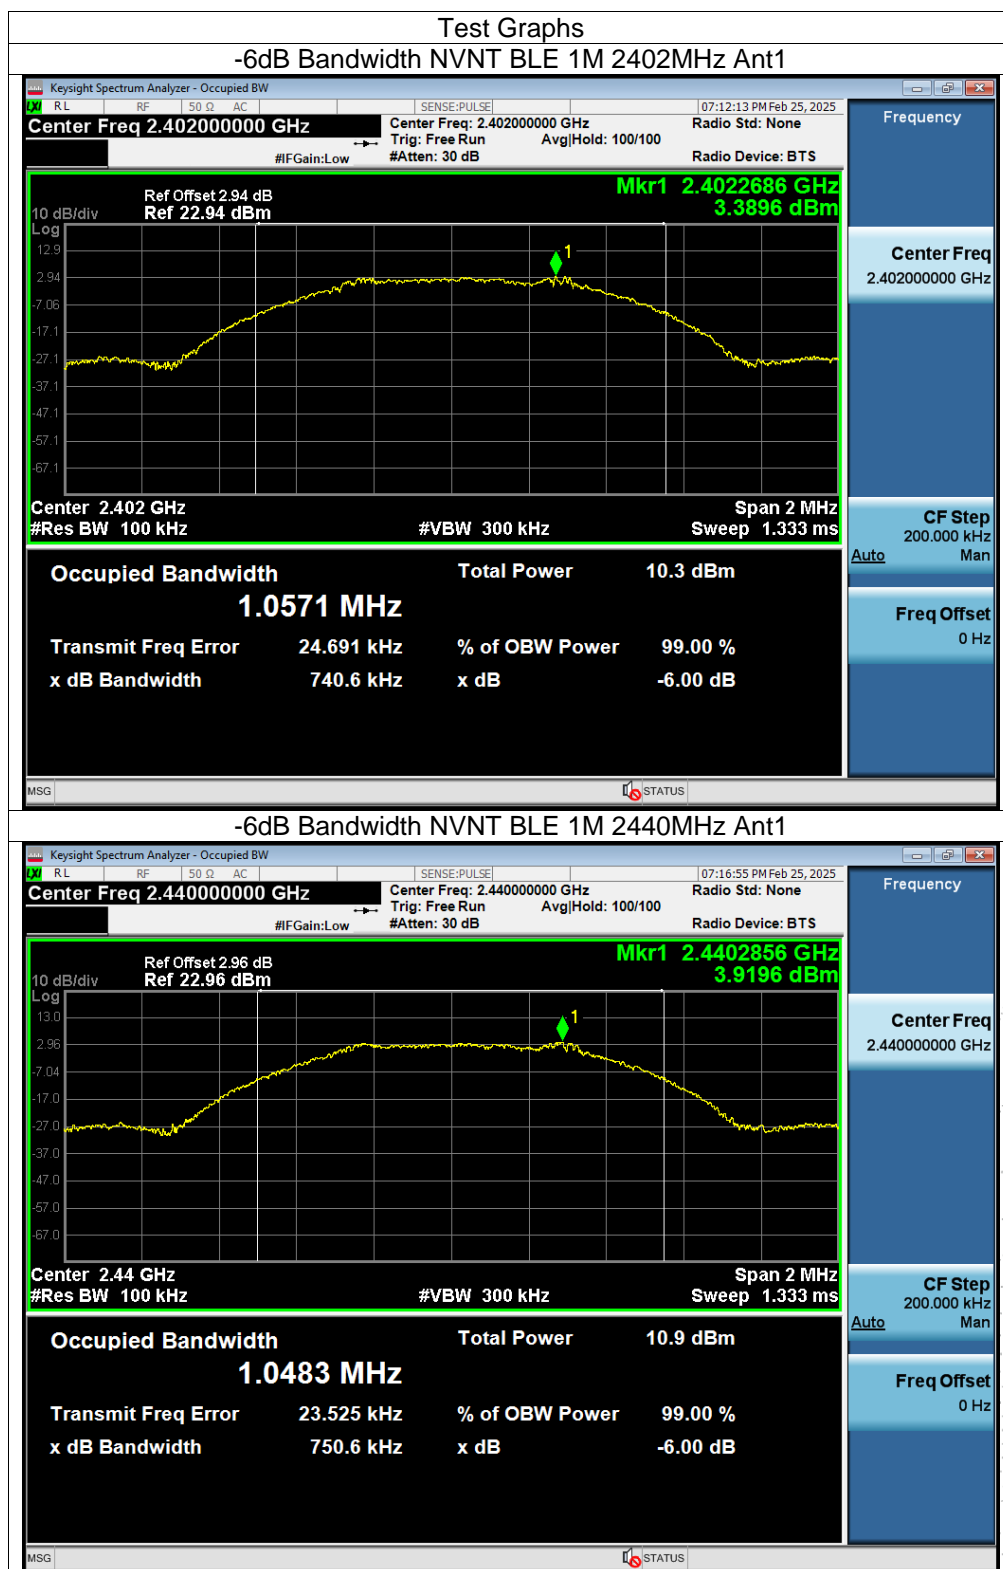 Test Graphs
-6dB Bandwidth NVNT BLE 1M 2402MHz Ant1
Keysight Spectrum Analyzer - Occupied BW
LXI RL RF 50 Ω AC SENSE:PULSE 07:12:13 PM Feb 25, 2025
Center Freq 2.402000000 GHz
Center Freq: 2.402000000 GHz Radio Std: None
Trig: Free Run Avg|Hold: 100/100
#IFGain:Low #Atten: 30 dB Radio Device: BTS
Frequency
Mkr1 2.4022686 GHz
3.3896 dBm
Ref Offset 2.94 dB
10 dB/div Ref 22.94 dBm
Log
12.9
2.94
-7.06
-17.1
-27.1
-37.1
-47.1
-57.1
-67.1
1
Center 2.402 GHz Span 2 MHz
#Res BW 100 kHz #VBW 300 kHz Sweep 1.333 ms
Center Freq
2.402000000 GHz
CF Step
200.000 kHz
Auto Man
Freq Offset
0 Hz
Occupied Bandwidth Total Power 10.3 dBm
1.0571 MHz
Transmit Freq Error 24.691 kHz % of OBW Power 99.00 %
x dB Bandwidth 740.6 kHz x dB -6.00 dB
MSG STATUS
-6dB Bandwidth NVNT BLE 1M 2440MHz Ant1
Keysight Spectrum Analyzer - Occupied BW
LXI RL RF 50 Ω AC SENSE:PULSE 07:16:55 PM Feb 25, 2025
Center Freq 2.440000000 GHz
Center Freq: 2.440000000 GHz Radio Std: None
Trig: Free Run Avg|Hold: 100/100
#IFGain:Low #Atten: 30 dB Radio Device: BTS
Frequency
Mkr1 2.4402856 GHz
3.9196 dBm
Ref Offset 2.96 dB
10 dB/div Ref 22.96 dBm
Log
13.0
2.96
-7.04
-17.0
-27.0
-37.0
-47.0
-57.0
-67.0
1
Center 2.44 GHz Span 2 MHz
#Res BW 100 kHz #VBW 300 kHz Sweep 1.333 ms
Center Freq
2.440000000 GHz
CF Step
200.000 kHz
Auto Man
Freq Offset
0 Hz
Occupied Bandwidth Total Power 10.9 dBm
1.0483 MHz
Transmit Freq Error 23.525 kHz % of OBW Power 99.00 %
x dB Bandwidth 750.6 kHz x dB -6.00 dB
MSG STATUS